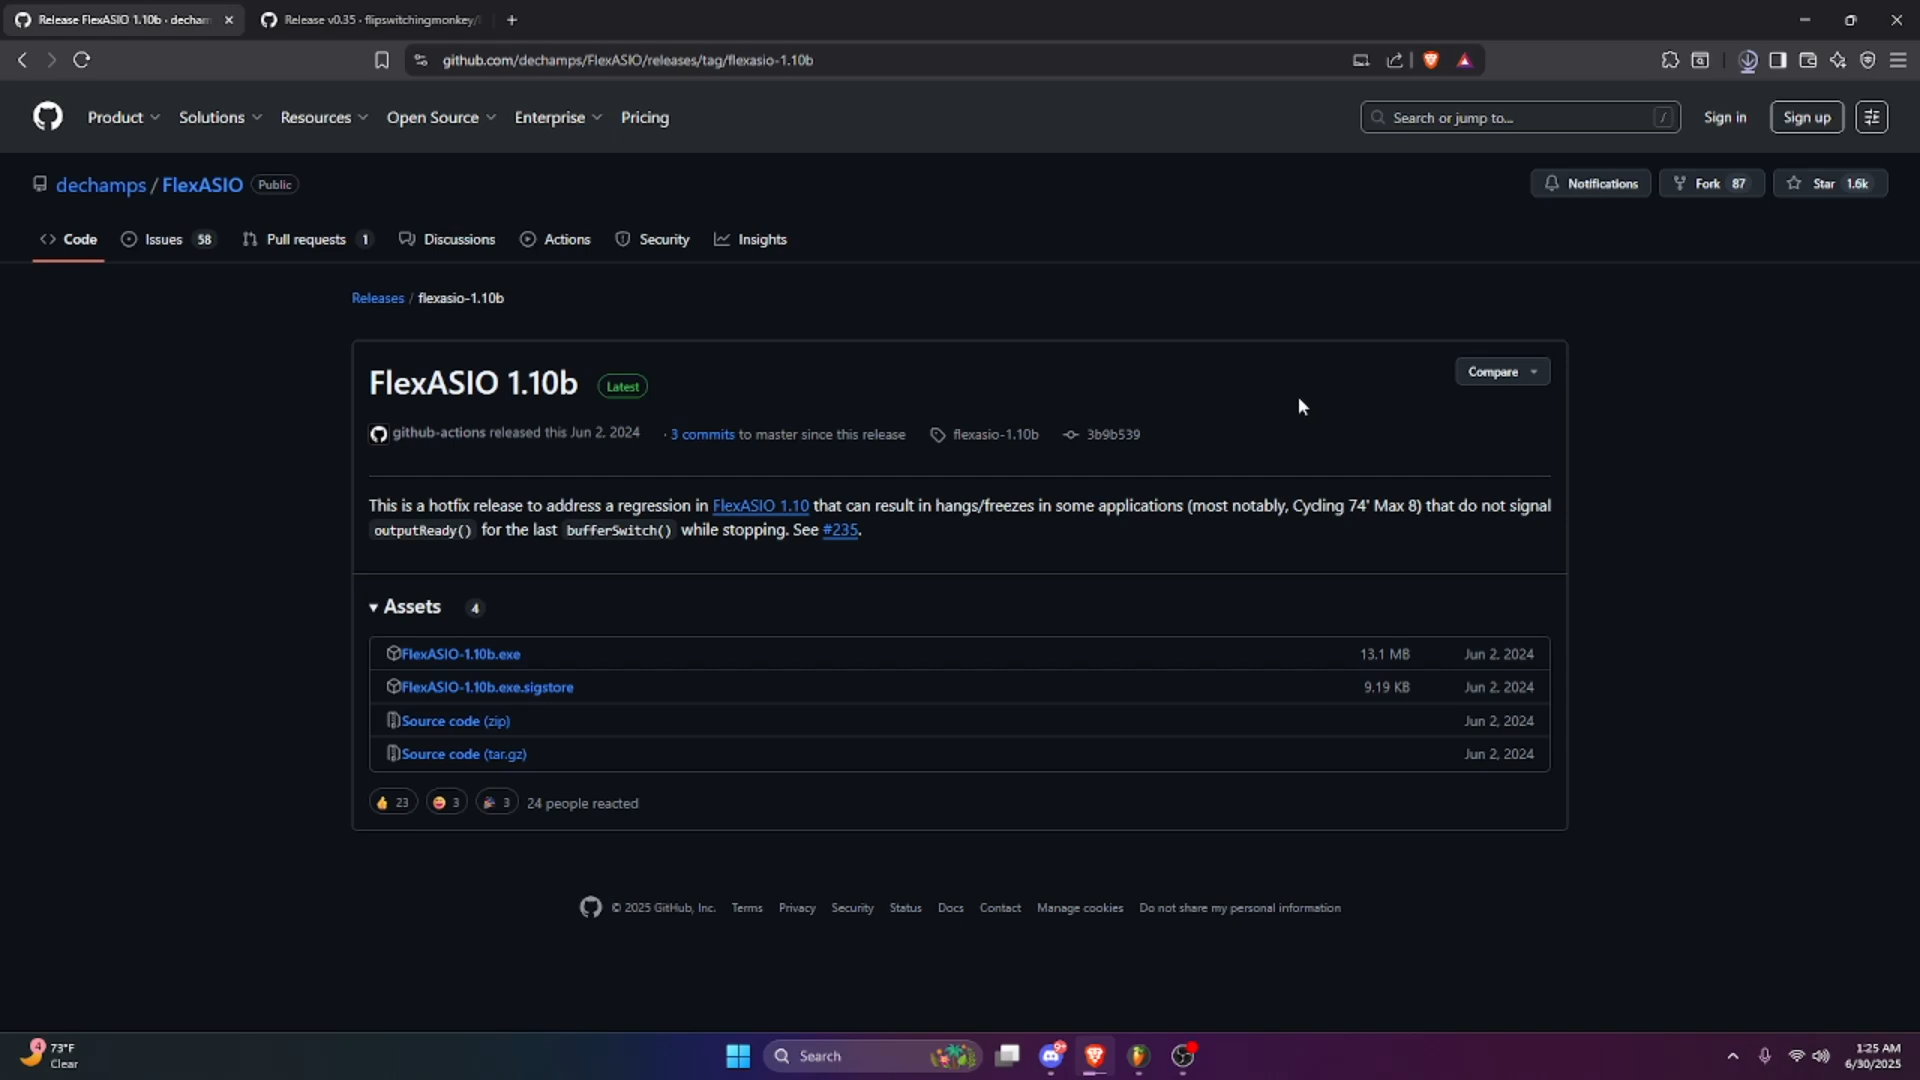 Release FlexASIO 1.10b · decham
Release v0.35 · flipswitchingmonkey/
github.com/dechamps/FlexASIO/releases/tag/flexasio-1.10b
Product Solutions Resources Open Source Enterprise Pricing
Search or jump to... /
Sign in
Sign up
dechamps / FlexASIO Public
Notifications
Fork 87
Star 1.6k
Code
Issues 58
Pull requests 1
Discussions
Actions
Security
Insights
Releases / flexasio-1.10b
FlexASIO 1.10b Latest
Compare
github-actions released this Jun 2, 2024 · 3 commits to master since this release flexasio-1.10b 3b9b539
This is a hotfix release to address a regression in FlexASIO 1.10 that can result in hangs/freezes in some applications (most notably, Cycling 74' Max 8) that do not signal
outputReady() for the last bufferSwitch() while stopping. See #235.
Assets 4
FlexASIO-1.10b.exe 13.1 MB Jun 2, 2024
FlexASIO-1.10b.exe.sigstore 9.19 KB Jun 2, 2024
Source code (zip) Jun 2, 2024
Source code (tar.gz) Jun 2, 2024
23 3 3 24 people reacted
© 2025 GitHub, Inc. Terms Privacy Security Status Docs Contact Manage cookies Do not share my personal information
4
73°F
Clear
Search
9+
1:25 AM
6/30/2025